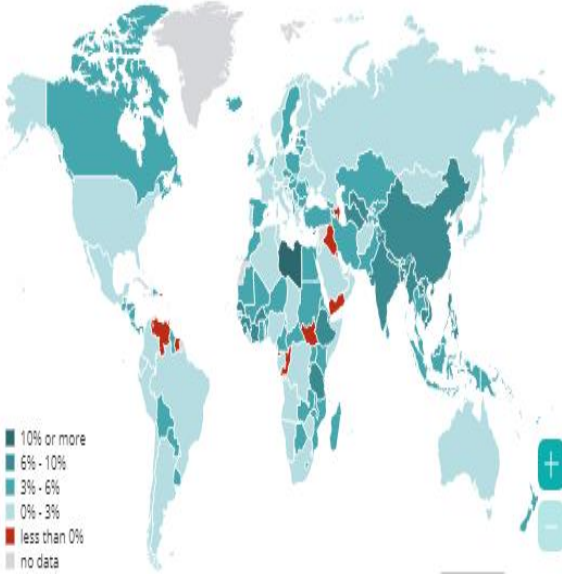 10% or more
6% - 10%
3% - 6%
0% - 3%
less than 0%
no data
+
-